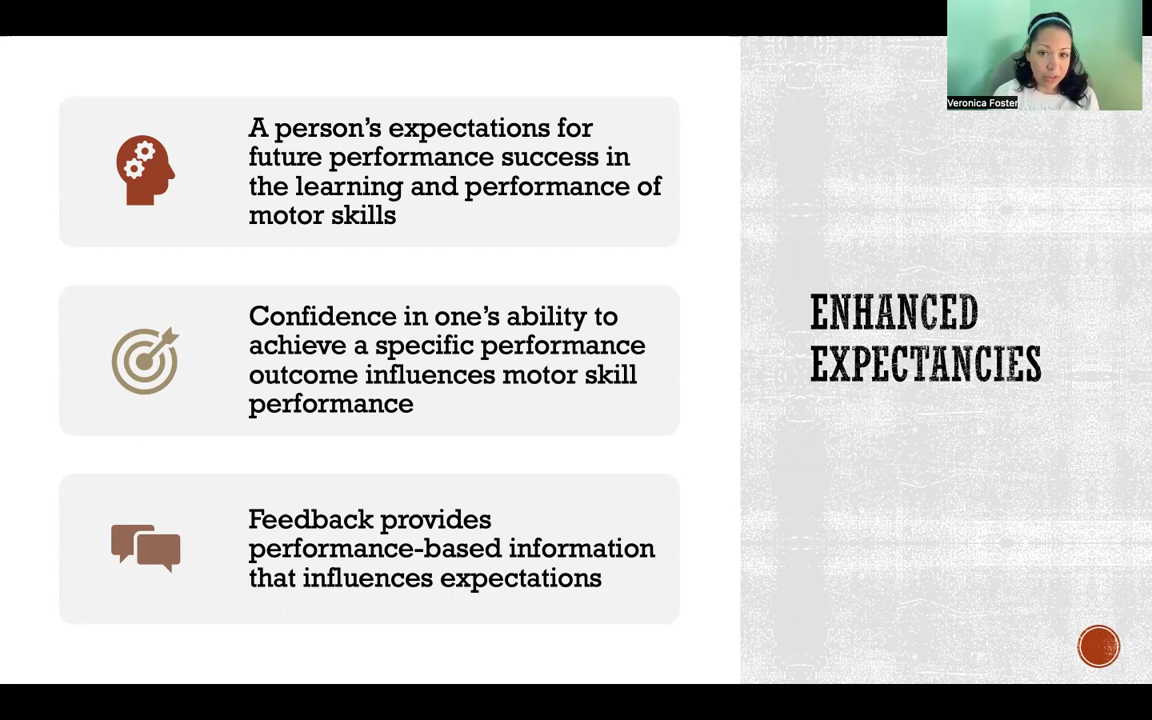 Veronica Foster
A person's expectations for
future performance success in
the learning and performance of
motor skills
Confidence in one's ability to
achieve a specific performance
outcome influences motor skill
performance
Feedback provides
performance-based information
that influences expectations
ENHANCED
EXPECTANCIES